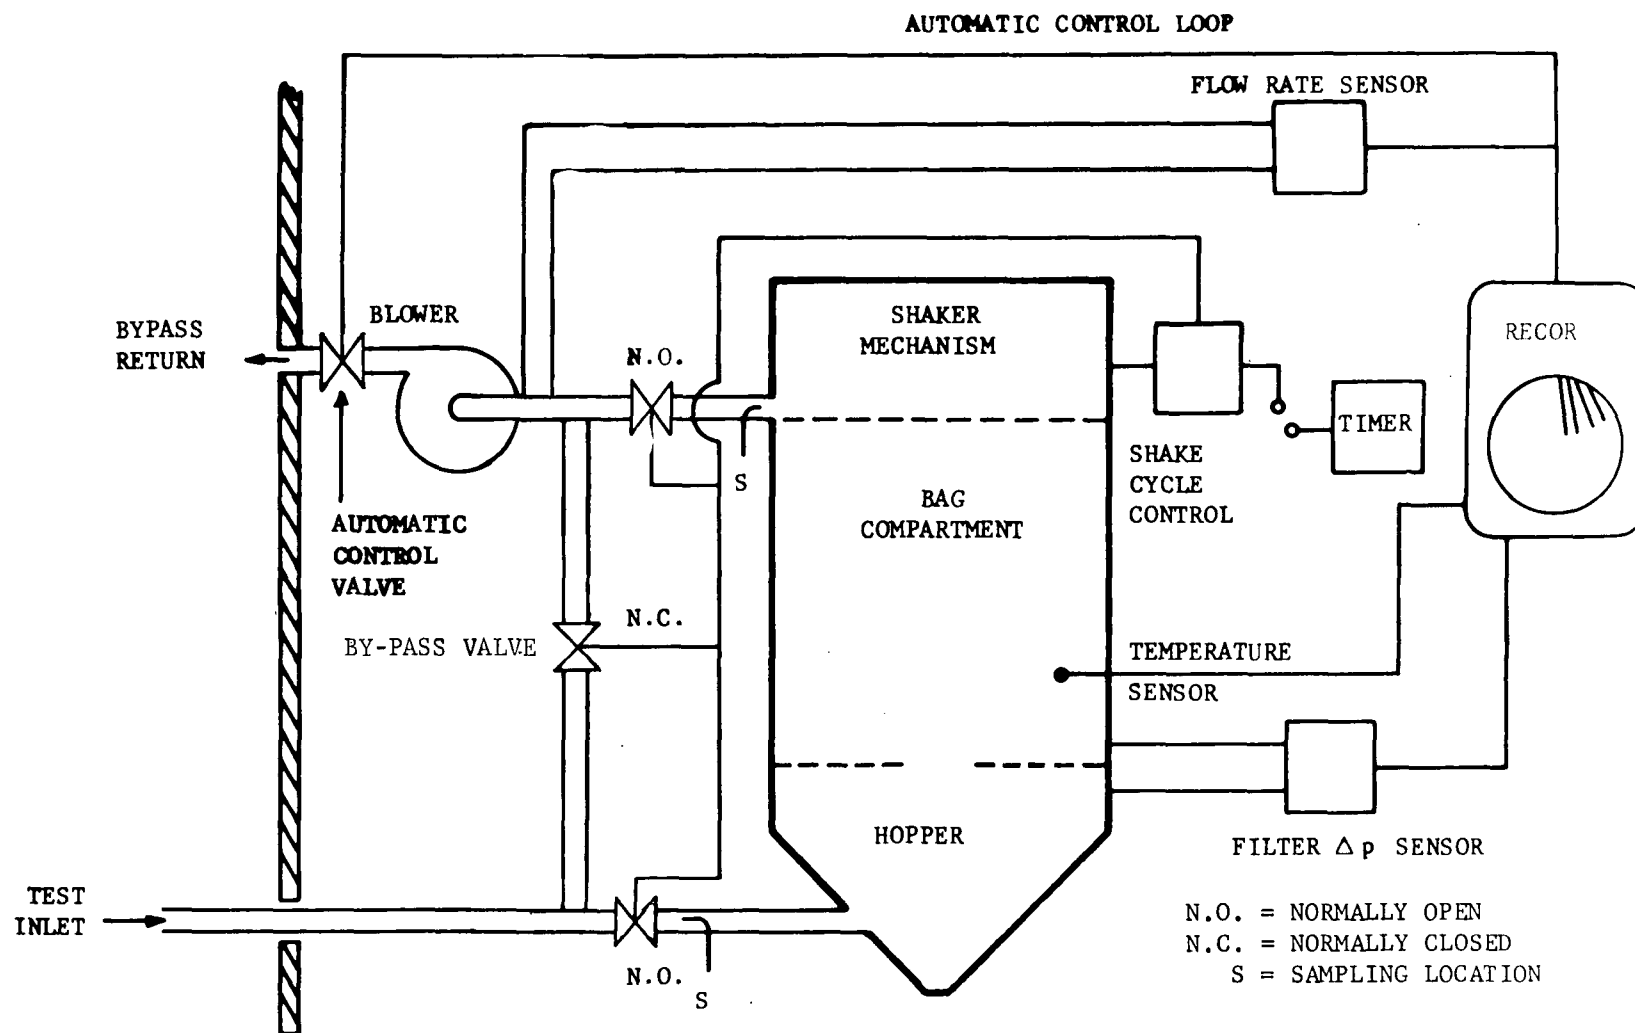 AUTOMATIC CONTROL LOOP
FLOW RATE SENSOR
BLOWER
BYPASS
RETURN
N.O.
SHAKER
MECHANISM
RECOR
TIMER
SHAKE
CYCLE
CONTROL
S
BAG
COMPARTMENT
AUTOMATIC
CONTROL
VALVE
N.C.
BY-PASS VALVE
TEMPERATURE
SENSOR
HOPPER
FILTER Δp SENSOR
TEST
INLET
N.O.
S
N.O. = NORMALLY OPEN
N.C. = NORMALLY CLOSED
S = SAMPLING LOCATION